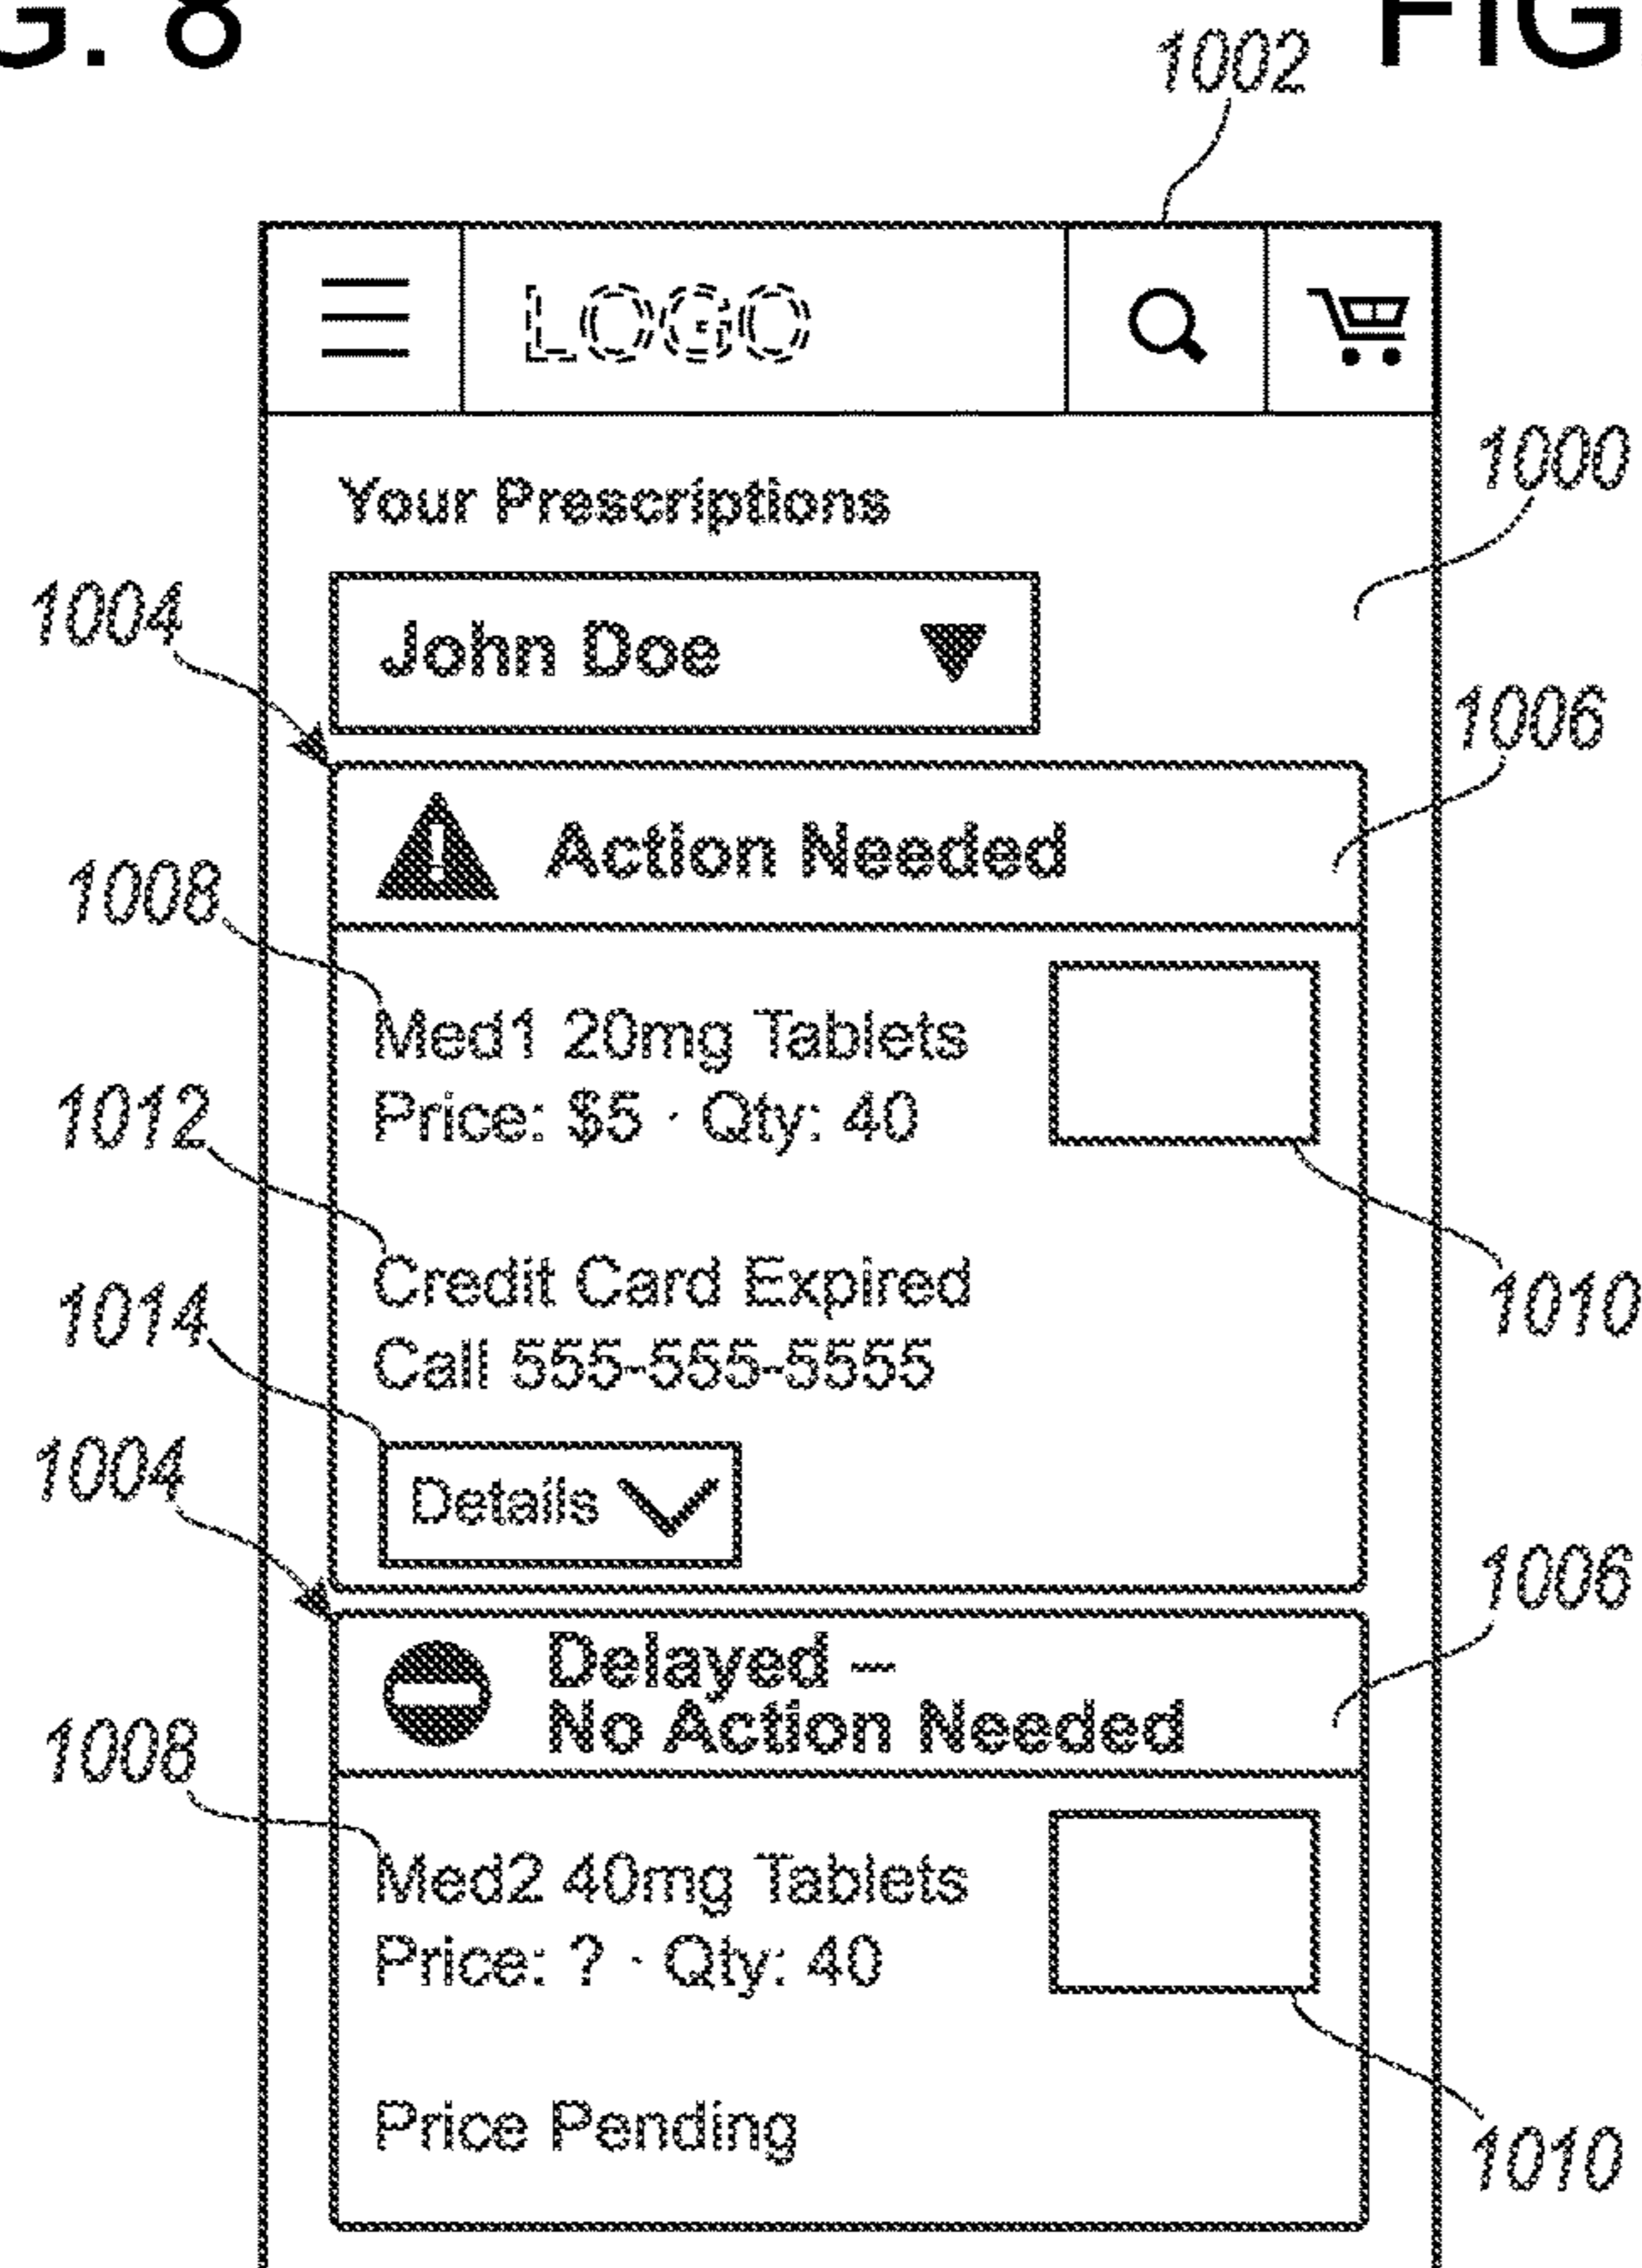 G. 8
FIG
1002
LOGO
1000
Your Prescriptions
1004
John Doe
1006
Action Needed
1008
Med1 20mg Tablets
Price: $5 · Qty: 40
1012
Credit Card Expired
1010
1014
Call 555-555-5555
1004
Details
1006
Delayed –
No Action Needed
1008
Med2 40mg Tablets
Price: ? · Qty: 40
Price Pending
1010